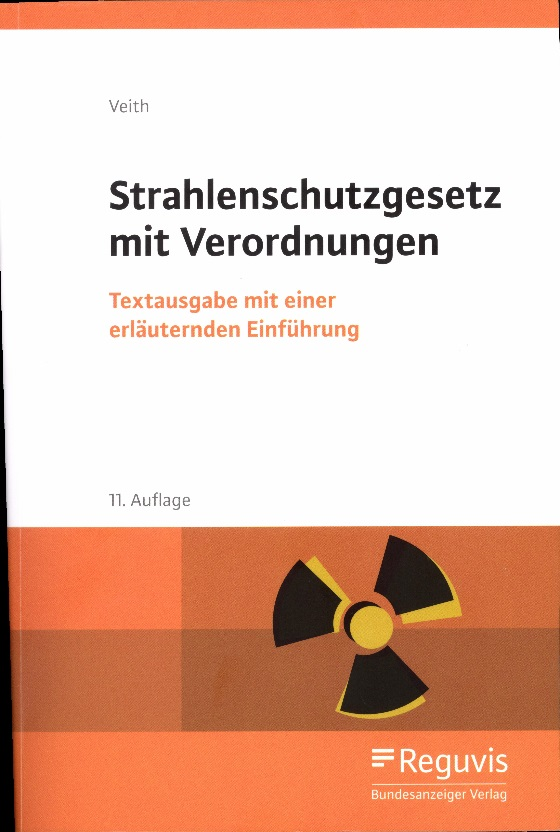 Veith
Strahlenschutzgesetz
mit Verordnungen
Textausgabe mit einer
erläuternden Einführung
11. Auflage
Reguvis
Bundesanzeiger Verlag